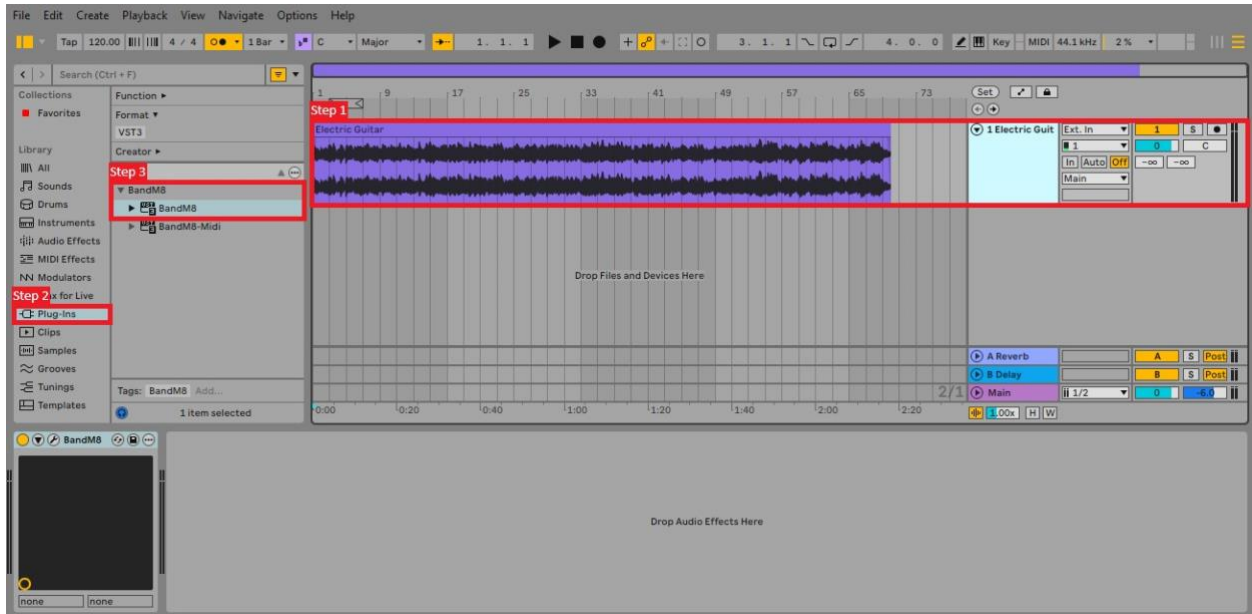 File Edit Create Playback View Navigate Options Help
Tap 120.00 4 / 4 1 Bar C Major 1. 1. 1 3. 1. 1 4. 0. 0 Key MIDI 44.1 kHz 2 %
Search (Ctrl + F)
Collections
Favorites
Library
All
Sounds
Drums
Instruments
Audio Effects
MIDI Effects
Modulators
Step 2 x for Live
Plug-Ins
Clips
Samples
Grooves
Tunings
Templates
Function
Format
VST3
Creator
Step 3
BandM8
BandM8
BandM8-Midi
Tags: BandM8 Add...
1 item selected
1 9 17 25 33 41 49 57 65 73
Step 1
Electric Guitar
Drop Files and Devices Here
0:00 0:20 0:40 1:00 1:20 1:40 2:00 2:20
2/1
Set
1 Electric Guit Ext. In 1 S
1 0 C
In Auto Off -∞ -∞
Main
A Reverb A S Post
B Delay B S Post
Main 1/2 0 -6.0
1.00x H W
BandM8
none none
Drop Audio Effects Here